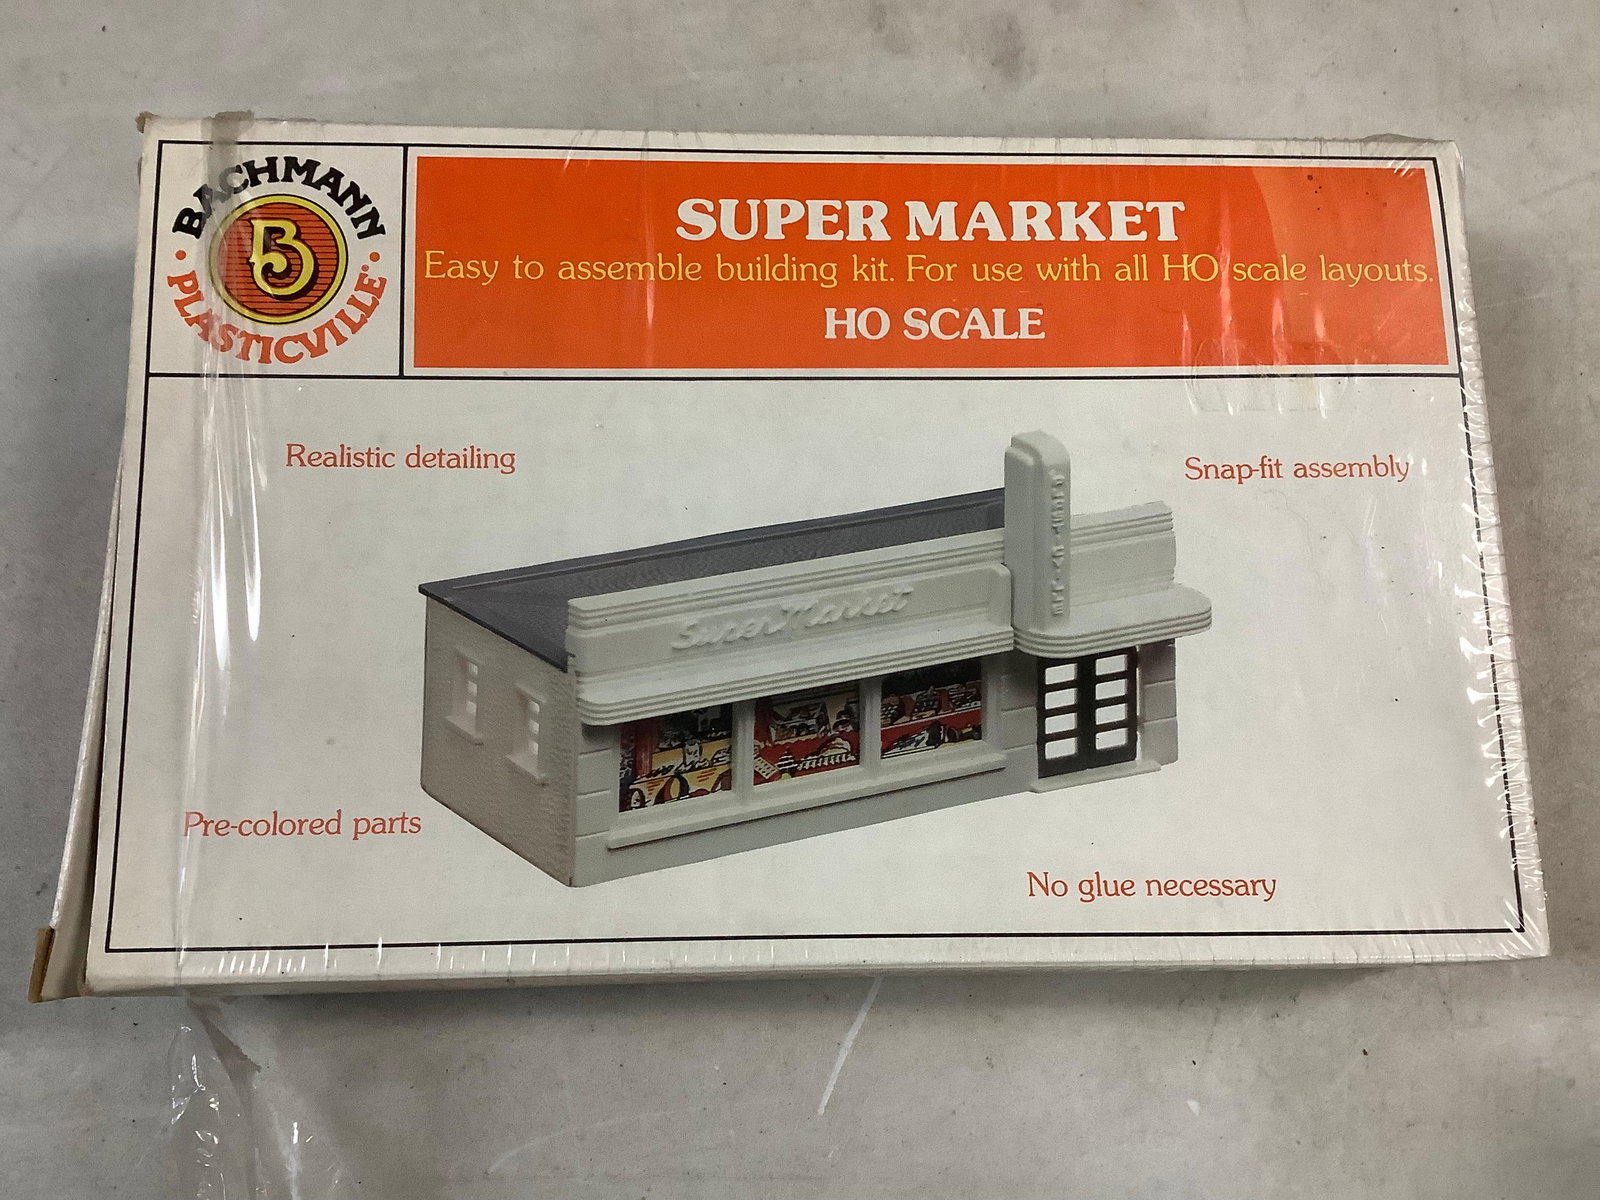 BACHMANN
B
PLASTICVILLE
SUPER MARKET
Easy to assemble building kit. For use with all HO scale layouts.
HO SCALE
Realistic detailing
Snap-fit assembly
Super Market
Pre-colored parts
No glue necessary